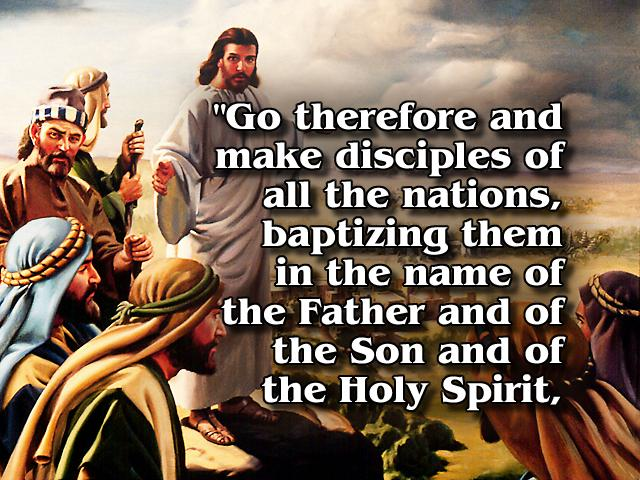 "Go therefore and
make disciples of
all the nations,
baptizing them
in the name of
the Father and of
the Son and of
the Holy Spirit,